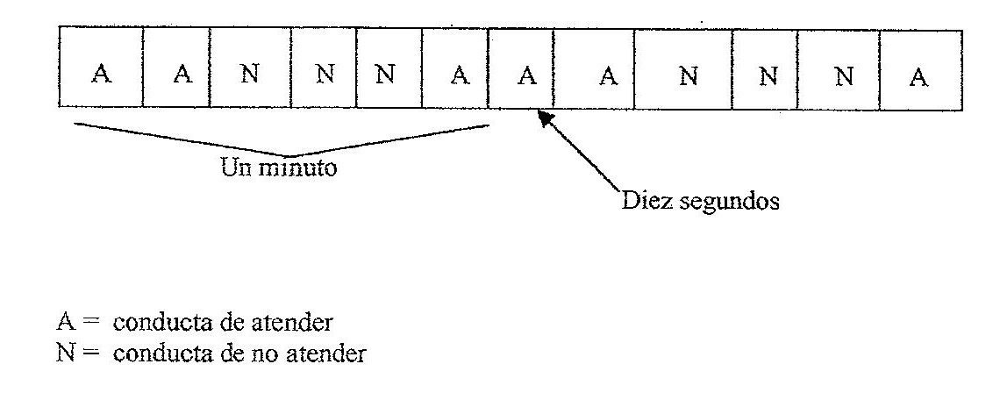 A A N N N A A A N N N A
Un minuto
Diez segundos
A = conducta de atender
N = conducta de no atender